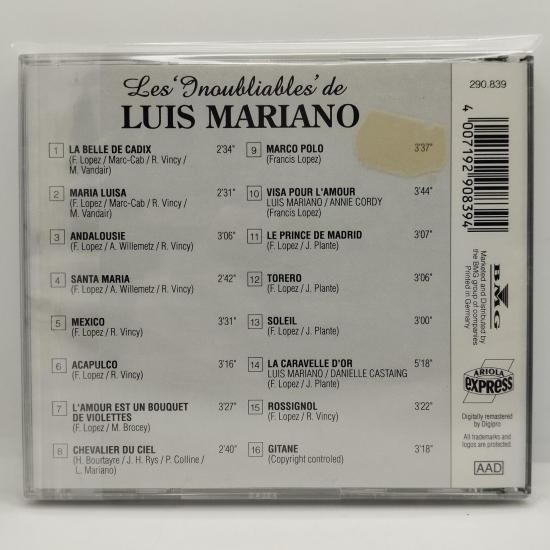 Les 'Inoubliables' de
LUIS MARIANO
1 LA BELLE DE CADIX 2'34"
(F. Lopez / Marc-Cab / R. Vincy /
M. Vandair)
2 MARIA LUISA 2'31"
(F. Lopez / Marc-Cab / R. Vincy /
M. Vandair)
3 ANDALOUSIE 3'06"
(F. Lopez / A. Willemetz / R. Vincy)
4 SANTA MARIA 2'42"
(F. Lopez / A. Willemetz / R. Vincy)
5 MEXICO 3'31"
(F. Lopez / R. Vincy)
6 ACAPULCO 3'16"
(F. Lopez / R. Vincy)
7 L'AMOUR EST UN BOUQUET 3'27"
DE VIOLETTES
(F. Lopez / M. Brocey)
8 CHEVALIER DU CIEL 2'40"
(H. Bourtayre / J. H. Rys / P. Colline /
L. Mariano)
9 MARCO POLO 3'37"
(Francis Lopez)
10 VISA POUR L'AMOUR 3'44"
LUIS MARIANO / ANNIE CORDY
(Francis Lopez)
11 LE PRINCE DE MADRID 3'07"
(F. Lopez / J. Plante)
12 TORERO 3'06"
(F. Lopez / J. Plante)
13 SOLEIL 3'00"
(F. Lopez / J. Plante)
14 LA CARAVELLE D'OR 5'18"
LUIS MARIANO / DANIELLE CASTAING
(F. Lopez / J. Plante)
15 ROSSIGNOL 3'22"
(F. Lopez / R. Vincy)
16 GITANE 3'18"
(Copyright controled)
290.839
4 007192 908394
Marketed and Distributed by
the BMG group of companies
Printed in Germany
BMG
ARIOLA
express
Digitally remastered
by Digipro
All trademarks and
logos are protected.
AAD